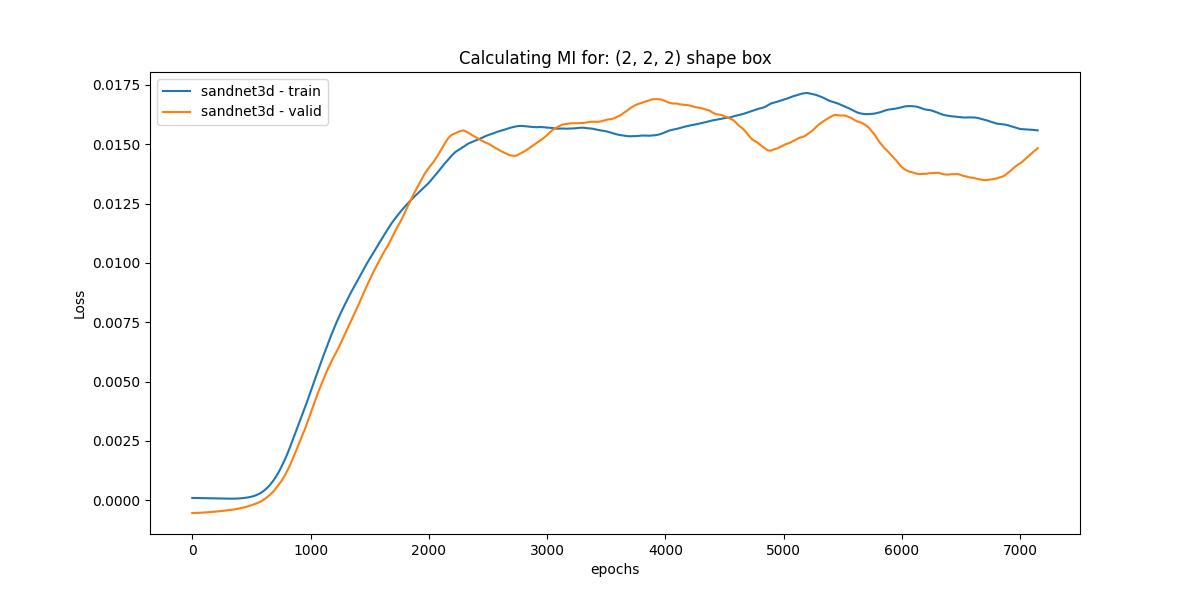 Calculating MI for: (2, 2, 2) shape box
sandnet3d - train
sandnet3d - valid
0.0175
0.0150
0.0125
0.0100
0.0075
0.0050
0.0025
0.0000
Loss
0 1000 2000 3000 4000 5000 6000 7000
epochs